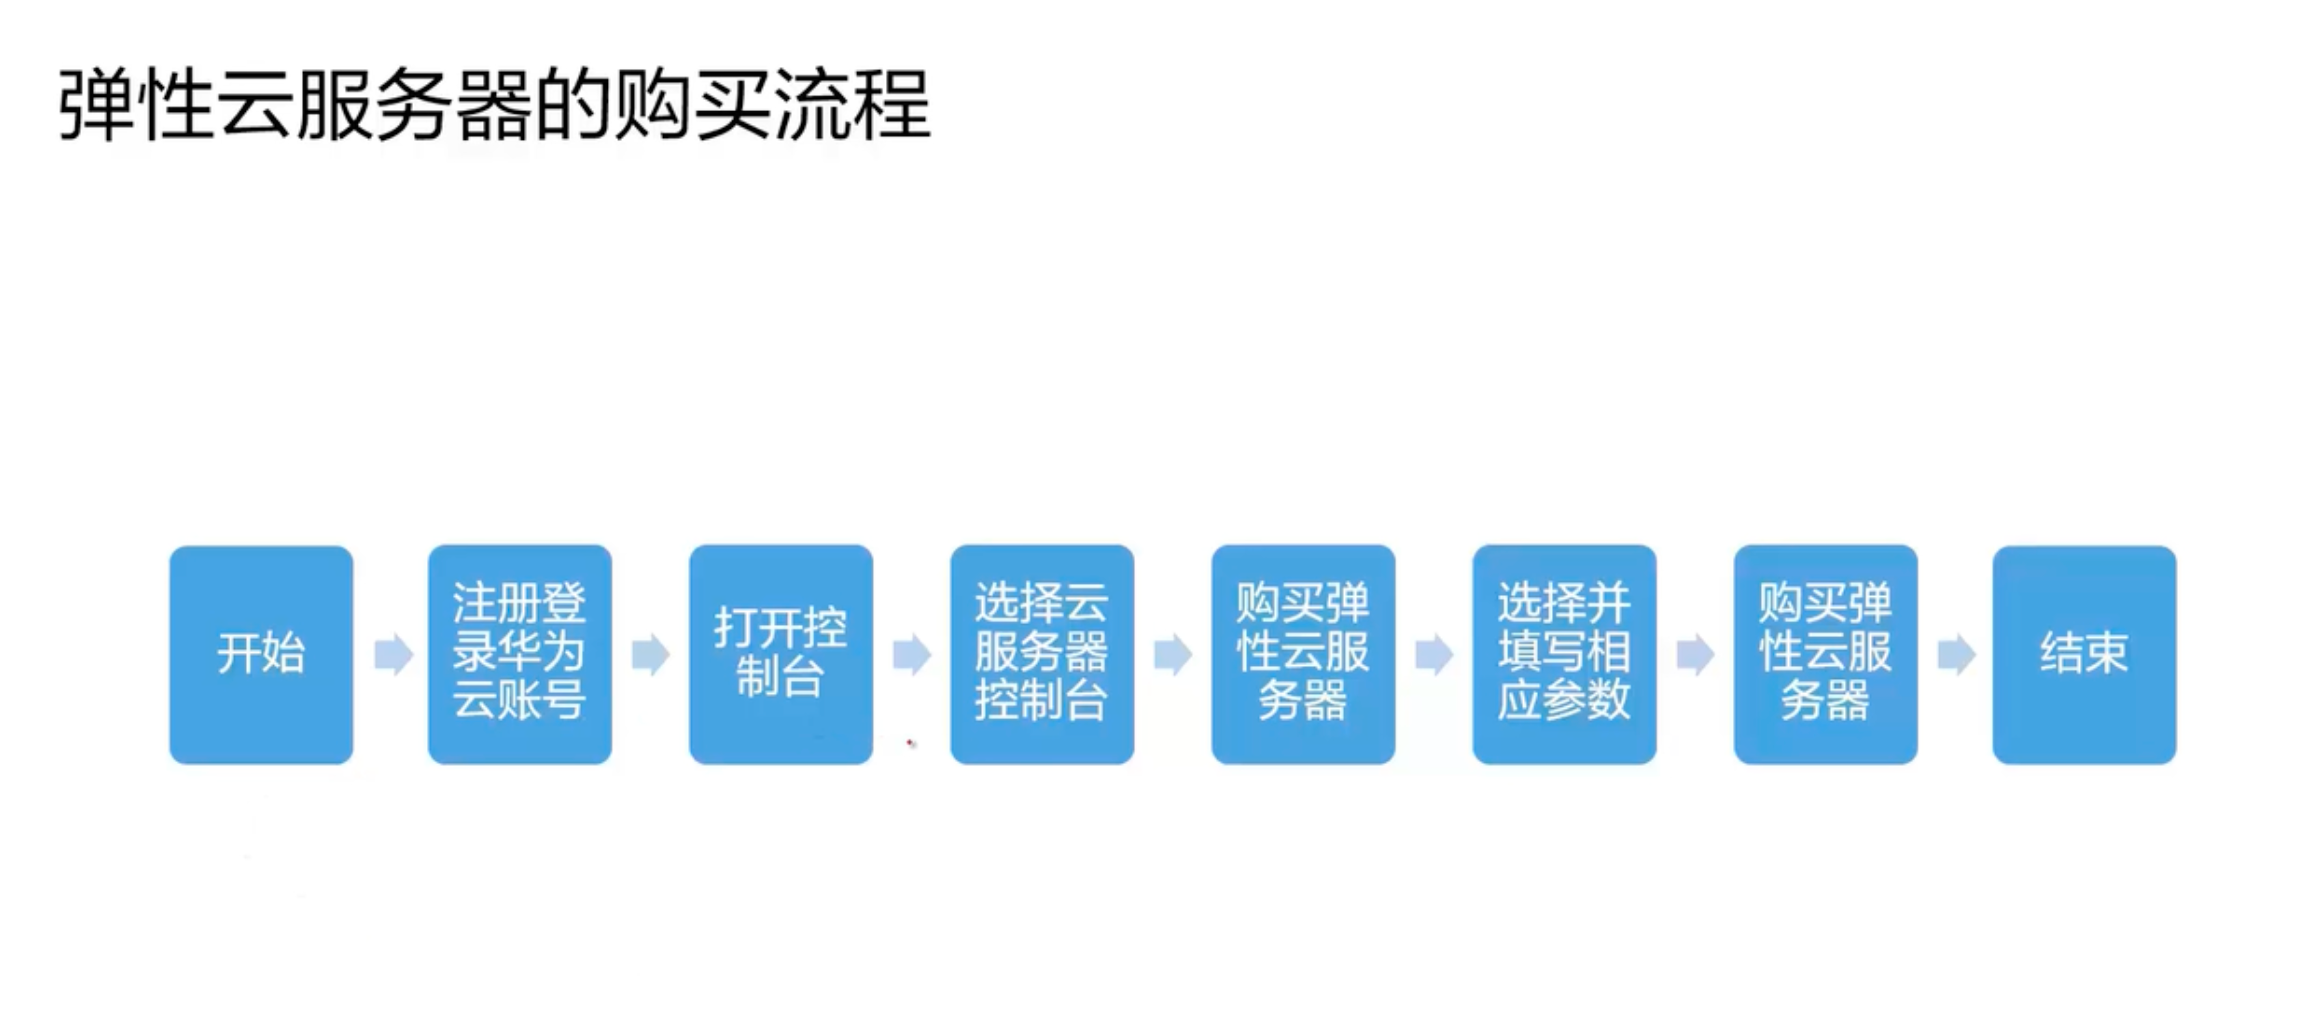 弹性云服务器的购买流程
开始
注册登
录华为
云账号
打开控
制台
选择云
服务器
控制台
购买弹
性云服
务器
选择并
填写相
应参数
购买弹
性云服
务器
结束